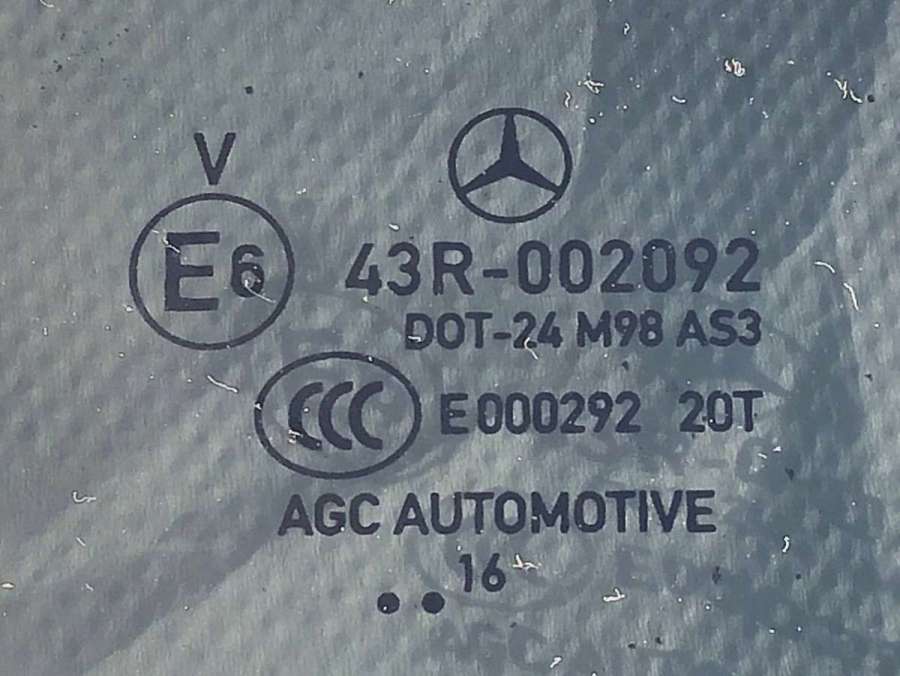 V
E6 43R-002092
DOT-24 M98 AS3
CCC E000292 20T
AGC AUTOMOTIVE
16